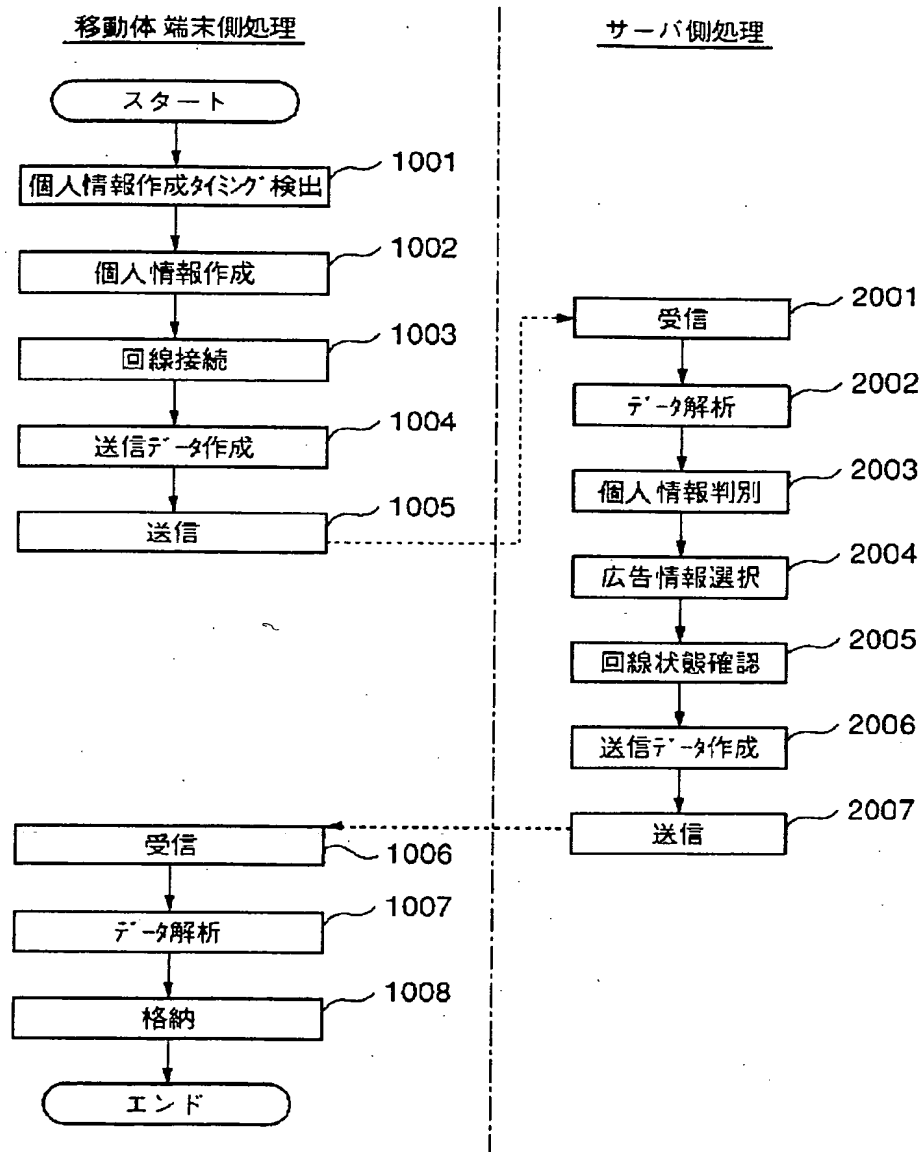 移動体端末側処理
スタート
1001
個人情報作成タイミング検出
1002
個人情報作成
1003
回線接続
1004
送信データ作成
1005
送信
1006
受信
1007
データ解析
1008
格納
エンド
サーバ側処理
2001
受信
2002
データ解析
2003
個人情報判別
2004
広告情報選択
2005
回線状態確認
2006
送信データ作成
2007
送信